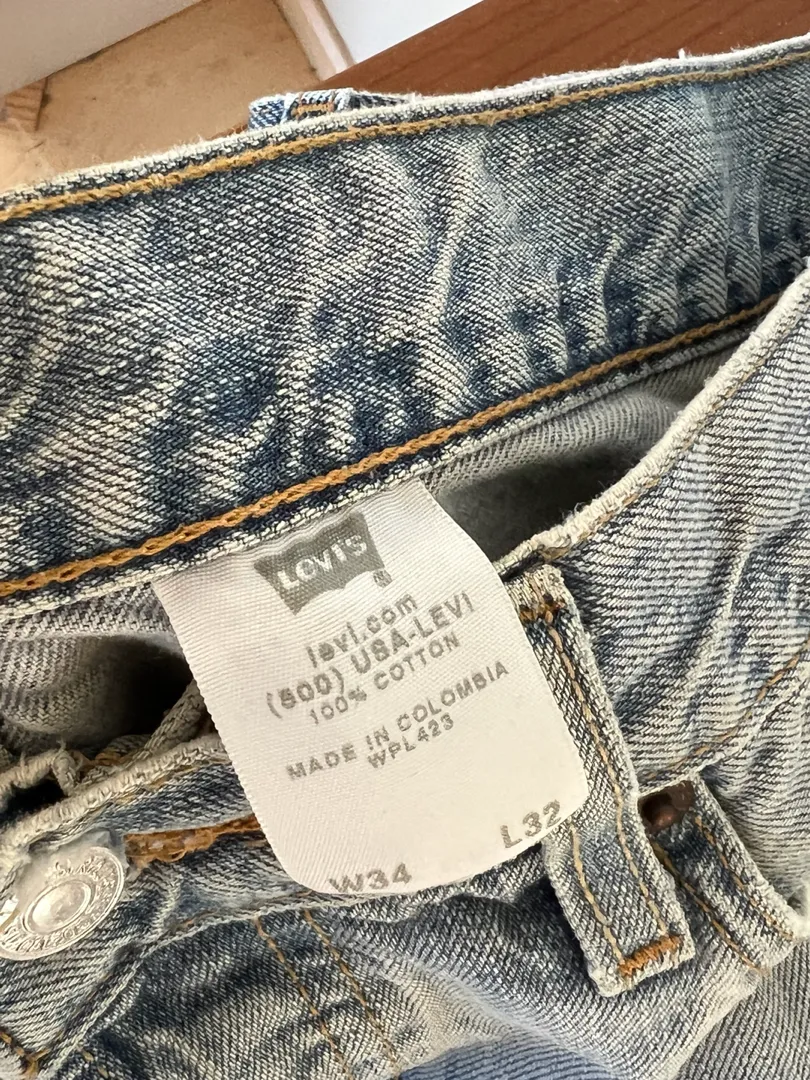 LEVI'S ®
levi.com
(800) USA-LEVI
100% COTTON
MADE IN COLOMBIA
WPL423
W34 L32